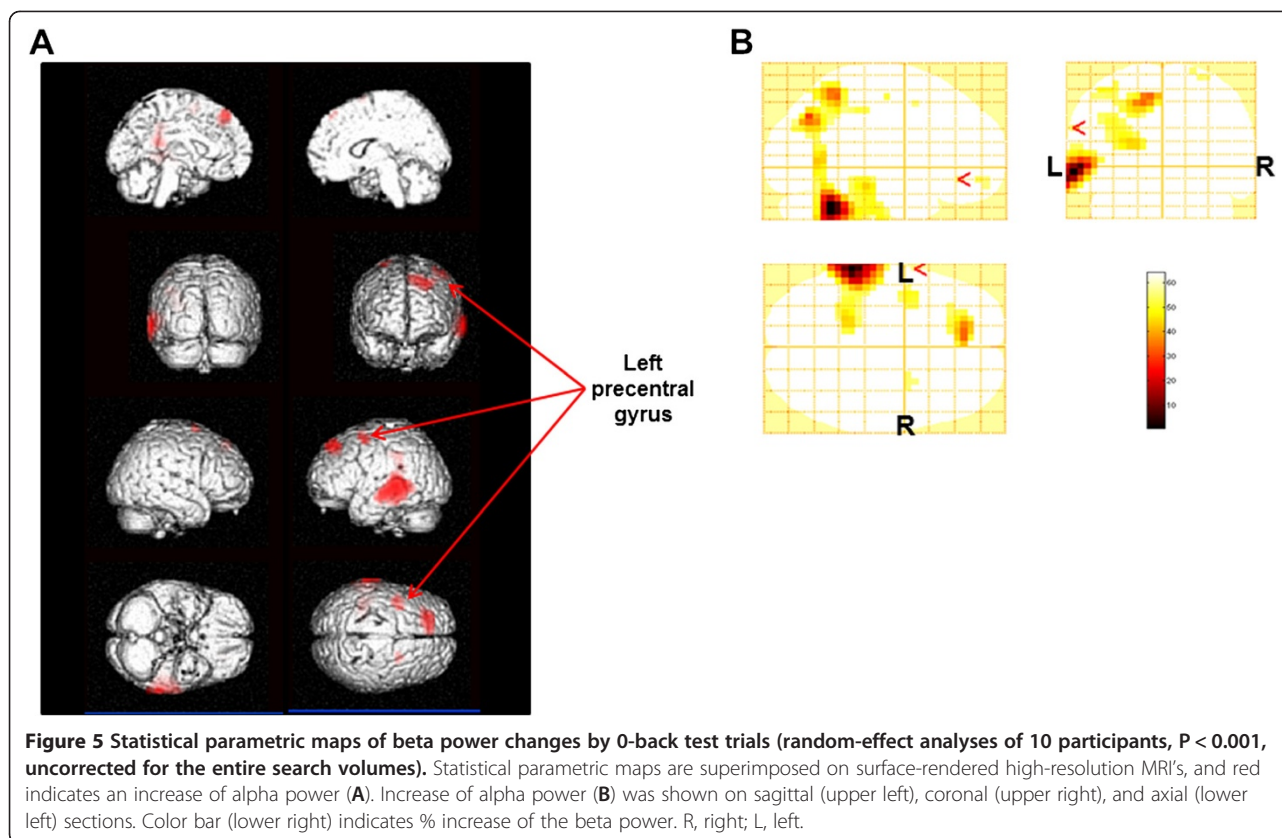 A
B
L
R
L
R
Left
precentral
gyrus
60
50
40
30
20
10
Figure 5 Statistical parametric maps of beta power changes by 0-back test trials (random-effect analyses of 10 participants, P < 0.001,
uncorrected for the entire search volumes). Statistical parametric maps are superimposed on surface-rendered high-resolution MRI's, and red
indicates an increase of alpha power (A). Increase of alpha power (B) was shown on sagittal (upper left), coronal (upper right), and axial (lower
left) sections. Color bar (lower right) indicates % increase of the beta power. R, right; L, left.